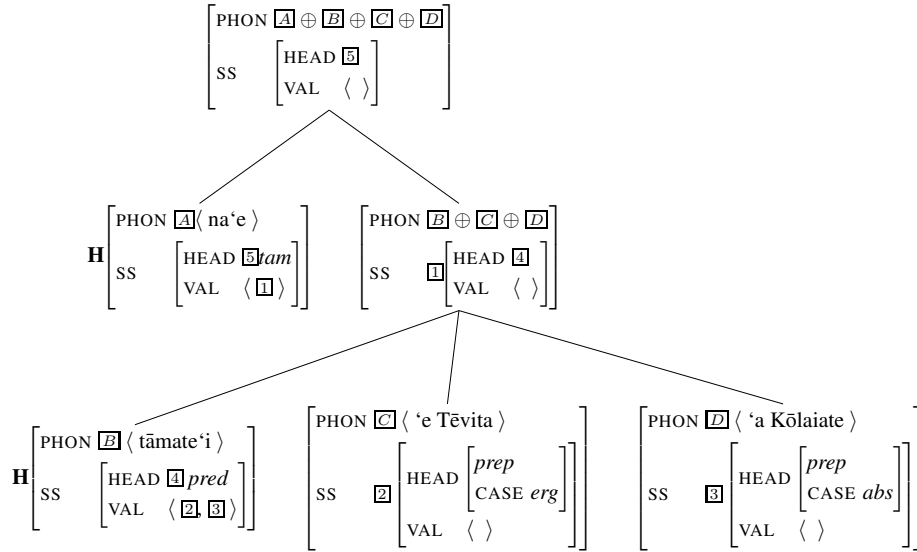 PHON A ⊕ B ⊕ C ⊕ D
SS
HEAD 5
VAL ⟨ ⟩
H
PHON A ⟨ na‘e ⟩
SS
HEAD 5 tam
VAL ⟨ 1 ⟩
PHON B ⊕ C ⊕ D
SS 1
HEAD 4
VAL ⟨ ⟩
H
PHON B ⟨ tāmate‘i ⟩
SS
HEAD 4 pred
VAL ⟨ 2, 3 ⟩
PHON C ⟨ ‘e Tēvita ⟩
SS 2
HEAD
prep
CASE erg
VAL ⟨ ⟩
PHON D ⟨ ‘a Kōlaiate ⟩
SS 3
HEAD
prep
CASE abs
VAL ⟨ ⟩